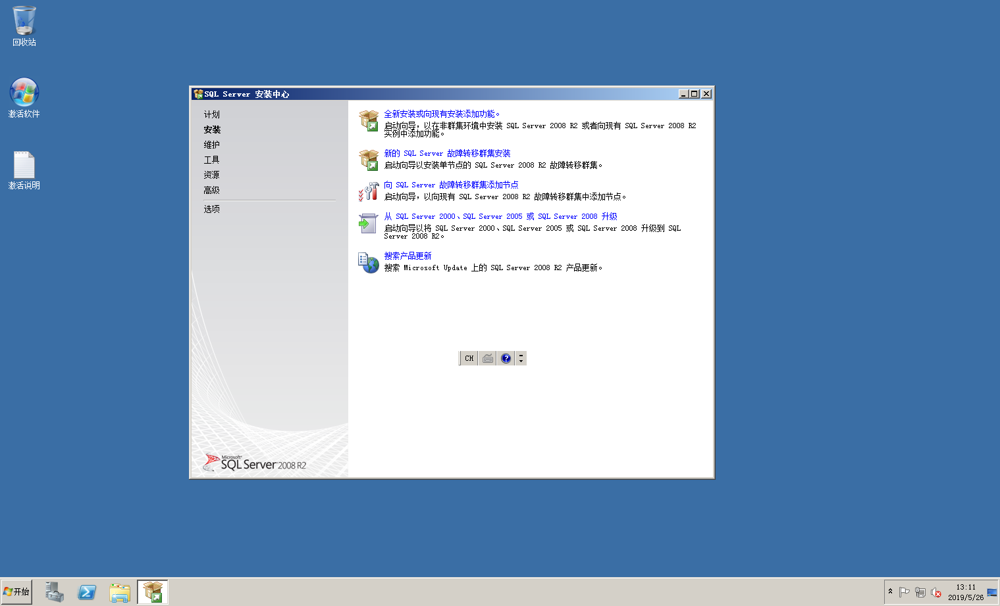 回收站
激活软件
激活说明
SQL Server 安装中心
计划
安装
维护
工具
资源
高级
选项
全新安装或向现有安装添加功能。
启动向导，以在非群集环境中安装 SQL Server 2008 R2 或者向现有 SQL Server 2008 R2
实例中添加功能。
新的 SQL Server 故障转移群集安装
启动向导以安装单节点的 SQL Server 2008 R2 故障转移群集。
向 SQL Server 故障转移群集添加节点
启动向导，以向现有 SQL Server 2008 R2 故障转移群集中添加节点。
从 SQL Server 2000、SQL Server 2005 或 SQL Server 2008 升级
启动向导以将 SQL Server 2000、SQL Server 2005 或 SQL Server 2008 升级到 SQL
Server 2008 R2。
搜索产品更新
搜索 Microsoft Update 上的 SQL Server 2008 R2 产品更新。
CH
Microsoft®
SQL Server 2008 R2
开始
13:11
2019/5/26